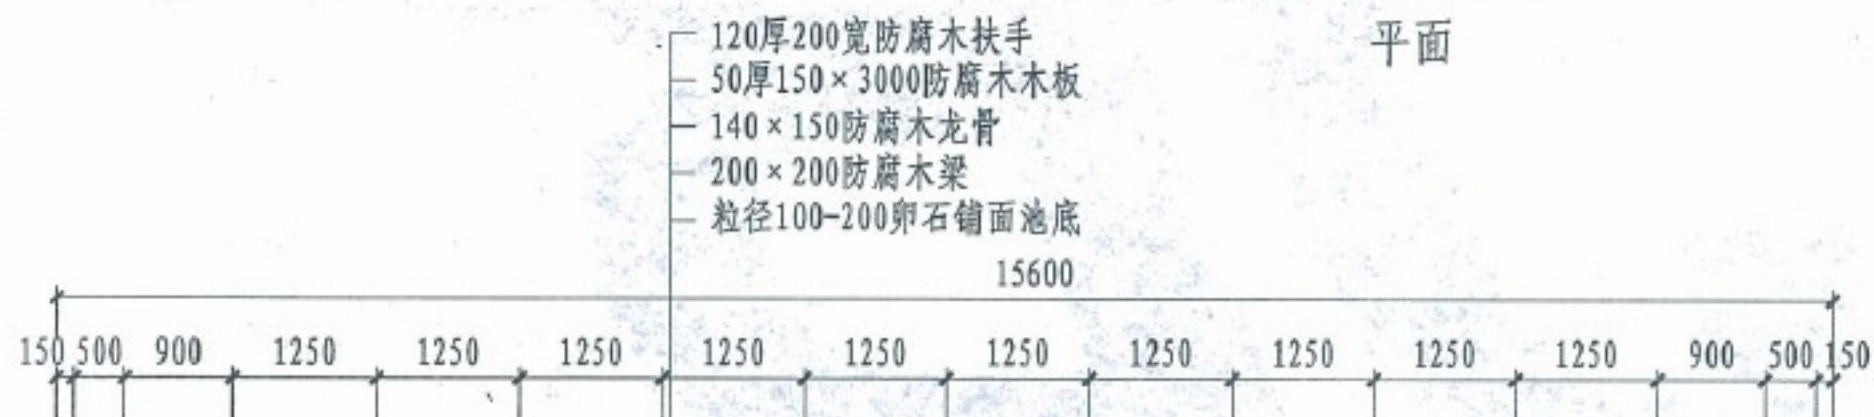 120厚200宽防腐木扶手
平面
50厚150×3000防腐木木板
140×150防腐木龙骨
200×200防腐木梁
粒径100-200卵石铺面池底
15600
150 500 900 1250 1250 1250 1250 1250 1250 1250 1250 1250 1250 900 500 150